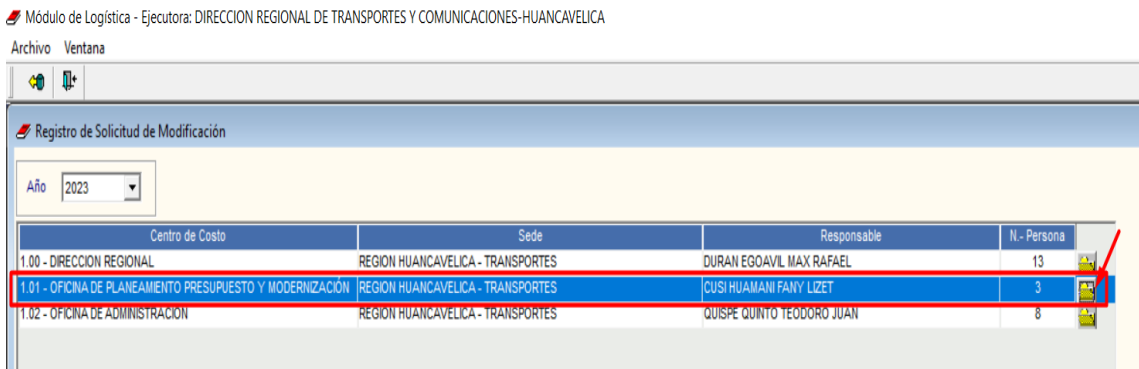 Módulo de Logística - Ejecutora: DIRECCION REGIONAL DE TRANSPORTES Y COMUNICACIONES-HUANCAVELICA
Archivo Ventana
Registro de Solicitud de Modificación
Año 2023
Centro de Costo Sede Responsable N.- Persona
1.00 - DIRECCION REGIONAL REGION HUANCAVELICA - TRANSPORTES DURAN EGOAVIL MAX RAFAEL 13
1.01 - OFICINA DE PLANEAMIENTO PRESUPUESTO Y MODERNIZACIÓN REGION HUANCAVELICA - TRANSPORTES CUSI HUAMANI FANY LIZET 3
1.02 - OFICINA DE ADMINISTRACIÓN REGION HUANCAVELICA - TRANSPORTES QUISPE QUINTO TEODORO JUAN 8